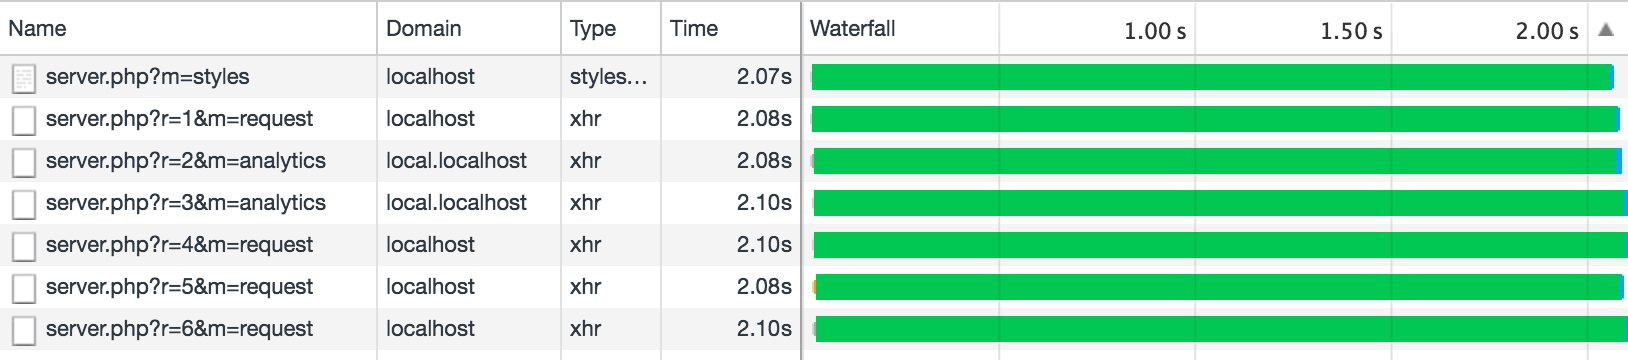 Name Domain Type Time Waterfall 1.00 s 1.50 s 2.00 s ▲
server.php?m=styles localhost styles... 2.07s
server.php?r=1&m=request localhost xhr 2.08s
server.php?r=2&m=analytics local.localhost xhr 2.08s
server.php?r=3&m=analytics local.localhost xhr 2.10s
server.php?r=4&m=request localhost xhr 2.10s
server.php?r=5&m=request localhost xhr 2.08s
server.php?r=6&m=request localhost xhr 2.10s